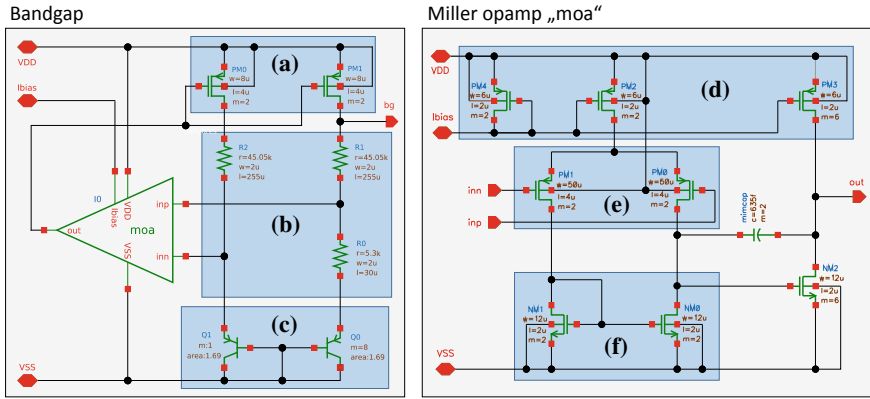 Bandgap
VDD
Ibias
PM0
w=8u
l=4u
m=2
(a)
PM1
w=8u
l=4u
m=2
bg
R2
r=45.05k
w=2u
l=255u
R1
r=45.05k
w=2u
l=255u
(b)
I0
Ibias
VDD
out
moa
inp
inn
VSS
R0
r=5.3k
w=2u
l=30u
(c)
Q1
m:1
area:1.69
Q0
m=8
area:1.69
VSS
Miller opamp „moa“
VDD
Ibias
PM4
w=6u
l=2u
m=2
PM2
w=6u
l=2u
m=2
(d)
PM3
w=6u
l=2u
m=6
inn
inp
PM1
w=50u
l=4u
m=2
(e)
PM0
w=50u
l=4u
m=2
out
mimcap
c=635f
m=2
NM1
w=12u
l=2u
m=2
(f)
NM0
w=12u
l=2u
m=2
NM2
w=12u
l=2u
m=6
VSS